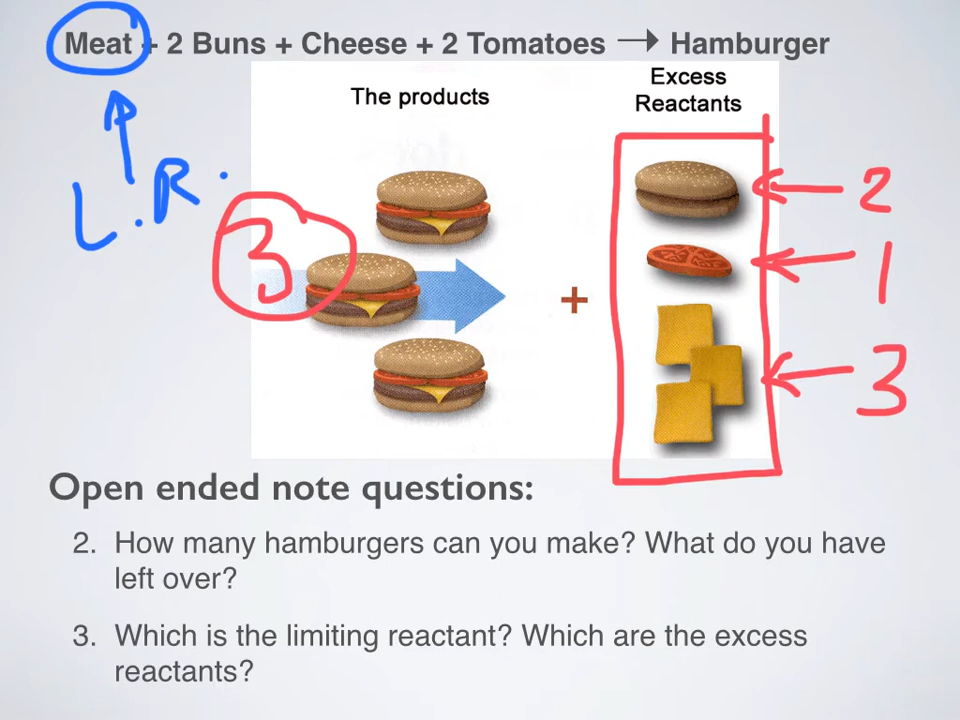 Meat + 2 Buns + Cheese + 2 Tomatoes → Hamburger
The products
Excess
Reactants
L.R.
3
+
2
1
3
Open ended note questions:
2. How many hamburgers can you make? What do you have
left over?
3. Which is the limiting reactant? Which are the excess
reactants?